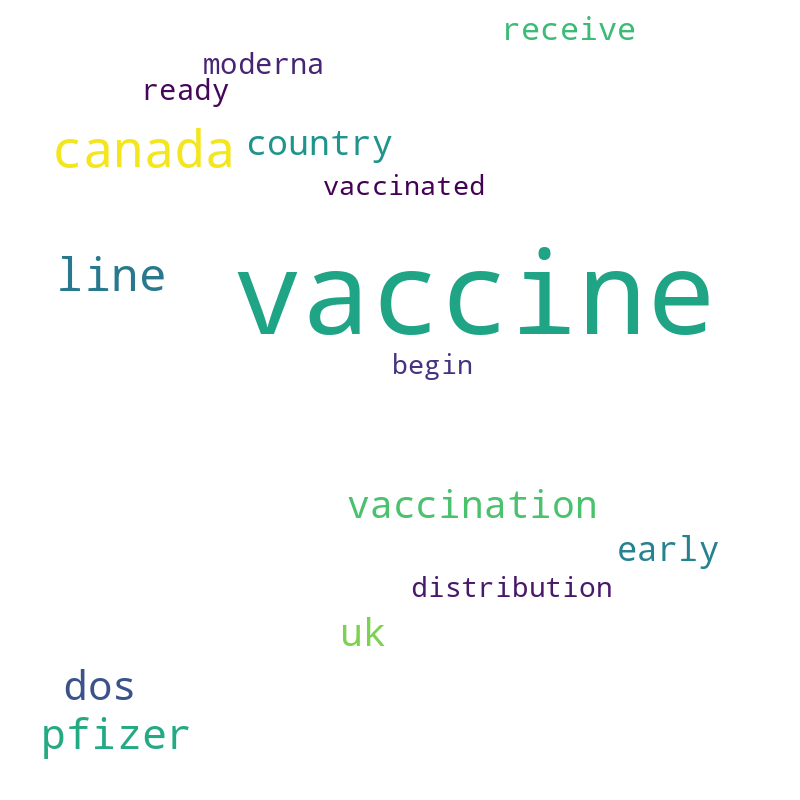 receive
moderna
ready
canada country
vaccinated
line vaccine
begin
vaccination
early
distribution
uk
dos
pfizer